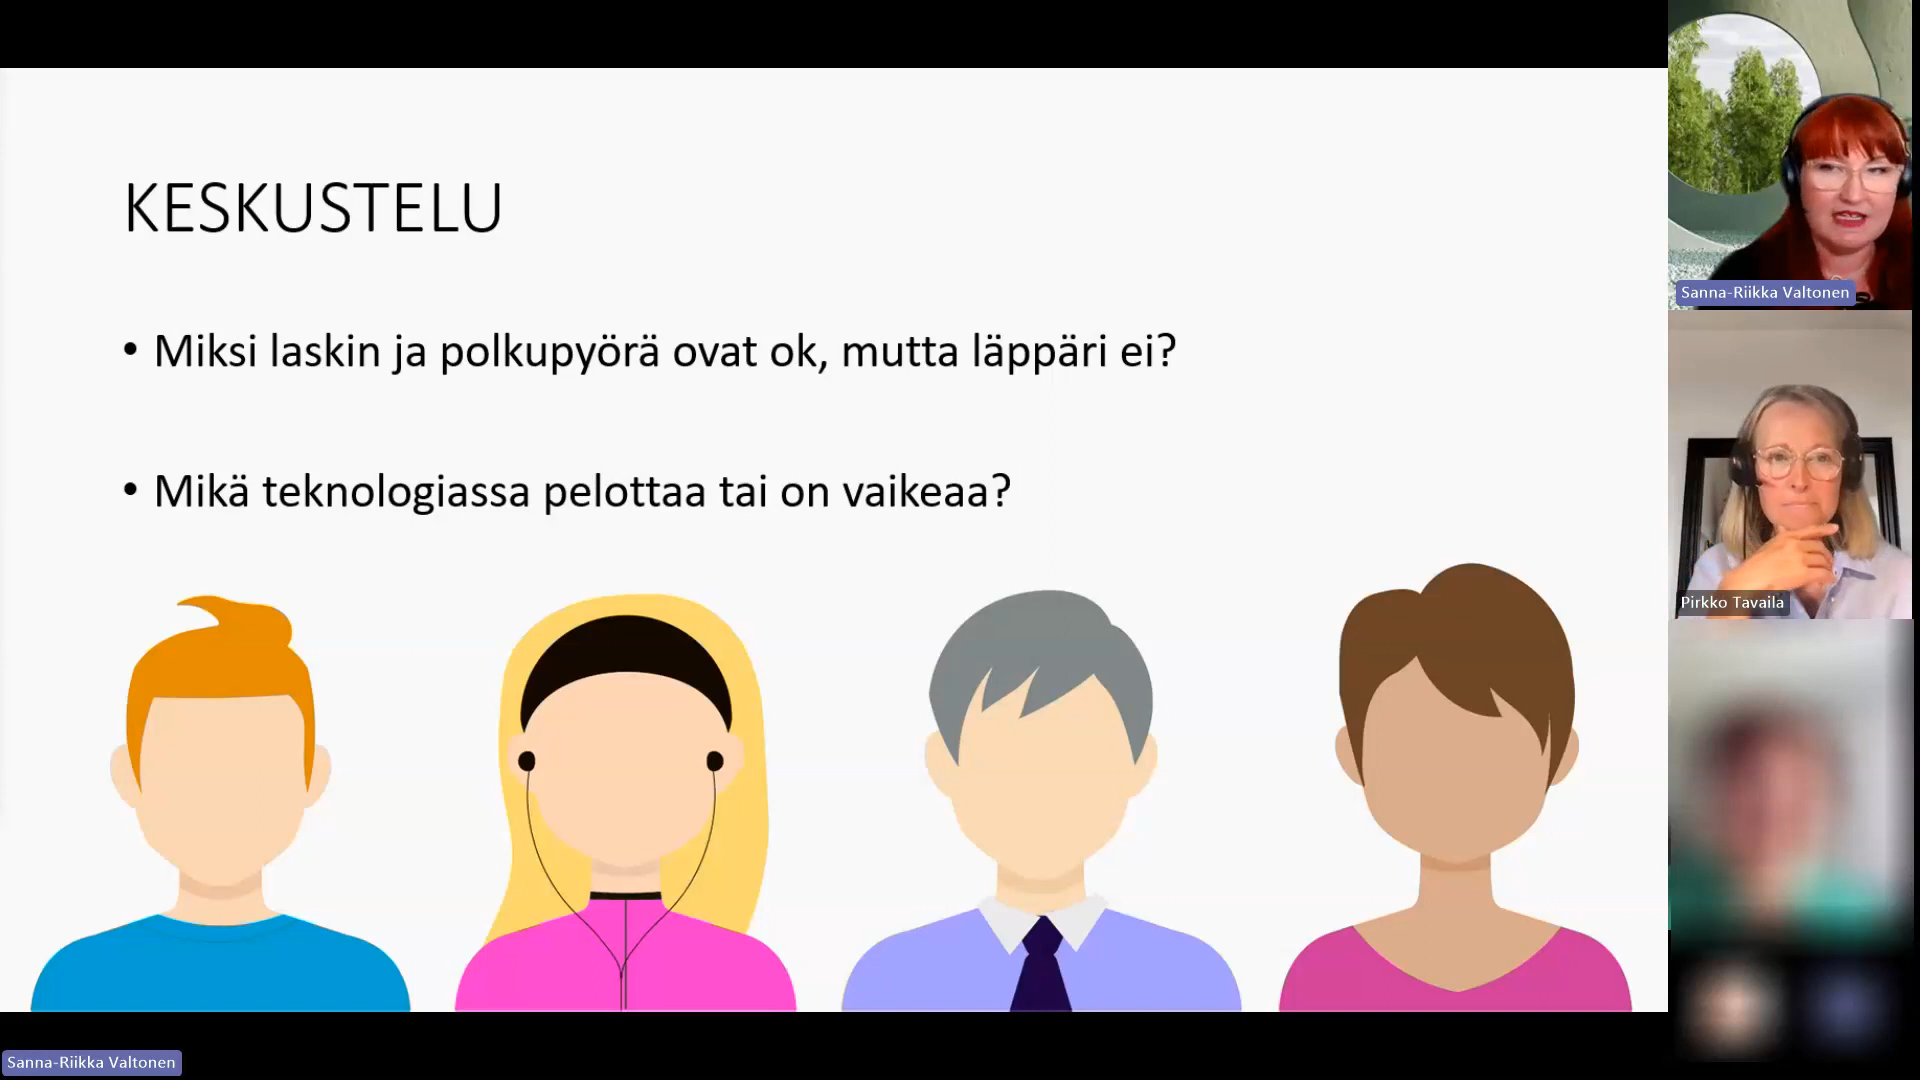 KESKUSTELU
• Miksi laskin ja polkupyörä ovat ok, mutta läppäri ei?
• Mikä teknologiassa pelottaa tai on vaikeaa?
Sanna-Riikka Valtonen
Pirkko Tavaila
Sanna-Riikka Valtonen